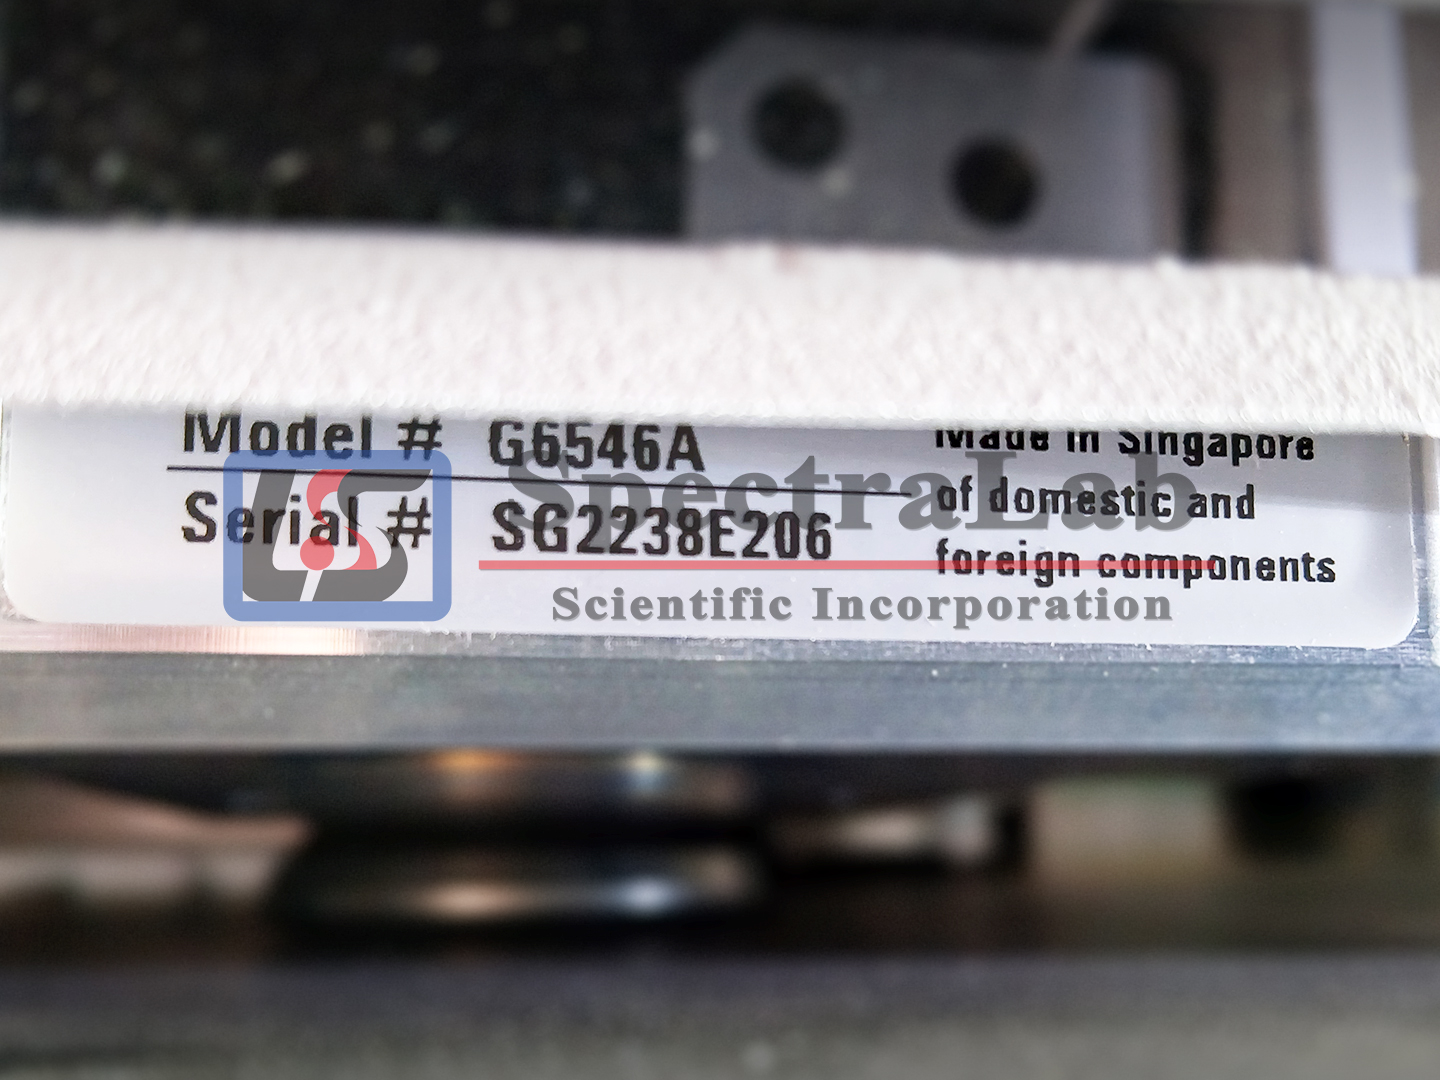 Model # G6546A
Serial # SG2238E206
Made in Singapore
of domestic and
foreign components
SpectraLab
Scientific Incorporation